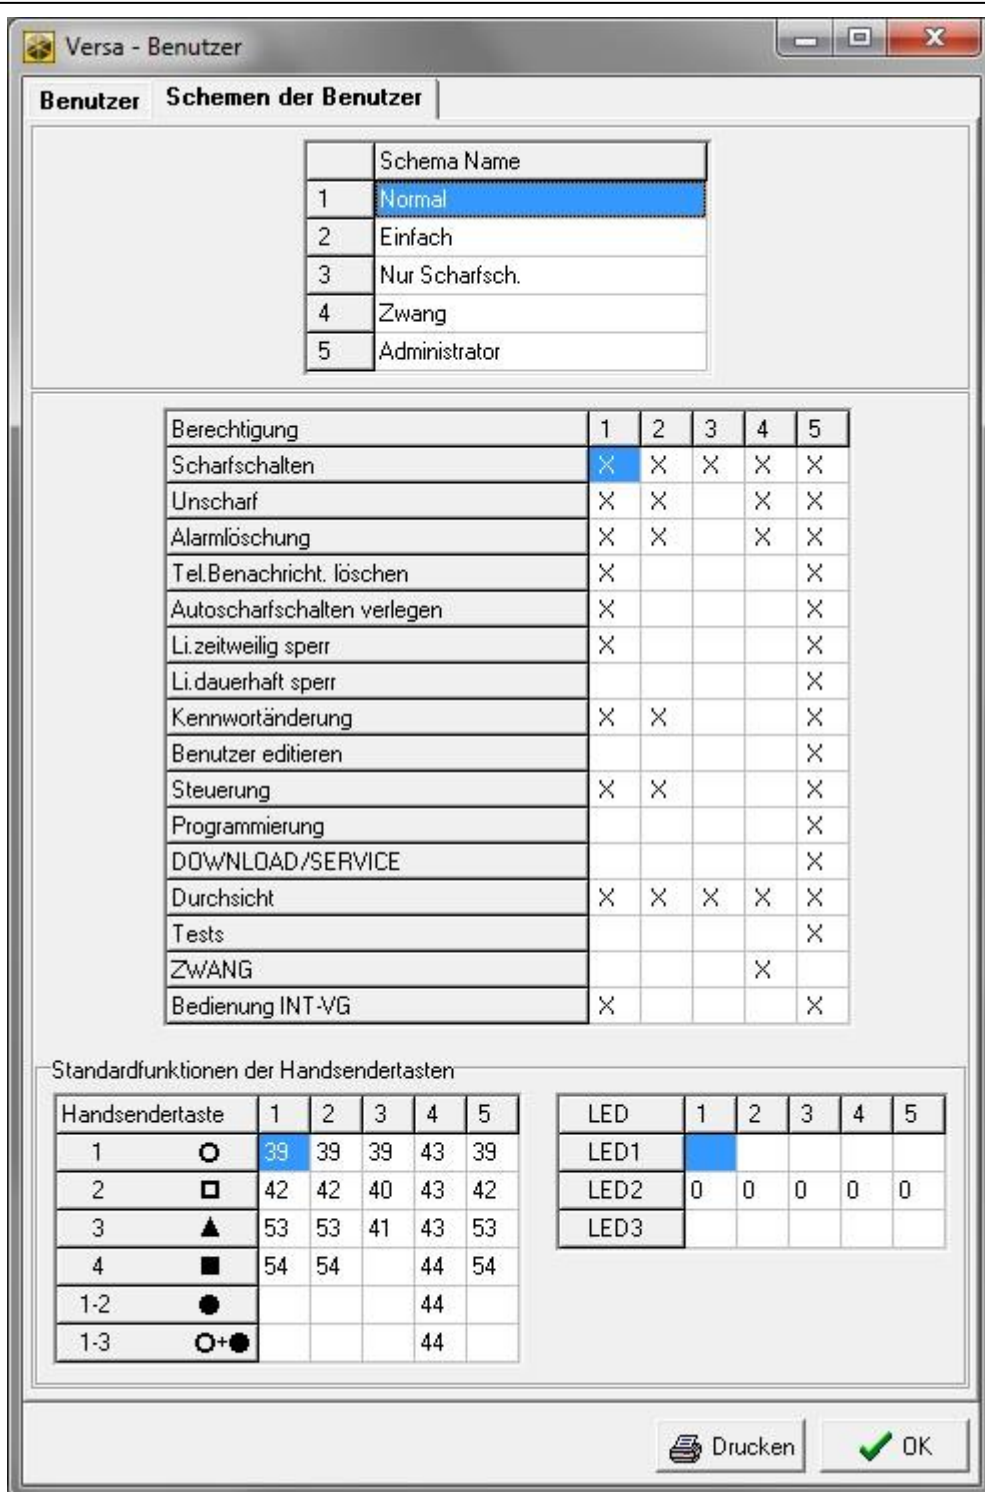 Versa - Benutzer
Benutzer Schemen der Benutzer
Schema Name
1 Normal
2 Einfach
3 Nur Scharfsch.
4 Zwang
5 Administrator
Berechtigung 1 2 3 4 5
Scharfschalten X X X X X
Unscharf X X X X
Alarmlöschung X X X X
Tel.Benachricht. löschen X X
Autoscharfschalten verlegen X X
Li.zeitweilig sperr X X
Li.dauerhaft sperr X
Kennwortänderung X X X
Benutzer editieren X
Steuerung X X X
Programmierung X
DOWNLOAD/SERVICE X
Durchsicht X X X X X
Tests X
ZWANG X
Bedienung INT-VG X X
Standardfunktionen der Handsendertasten
Handsendertaste 1 2 3 4 5
1 39 39 39 43 39
2 42 42 40 43 42
3 53 53 41 43 53
4 54 54 44 54
1-2 44
1-3 + 44
LED 1 2 3 4 5
LED1
LED2 0 0 0 0 0
LED3
Drucken OK